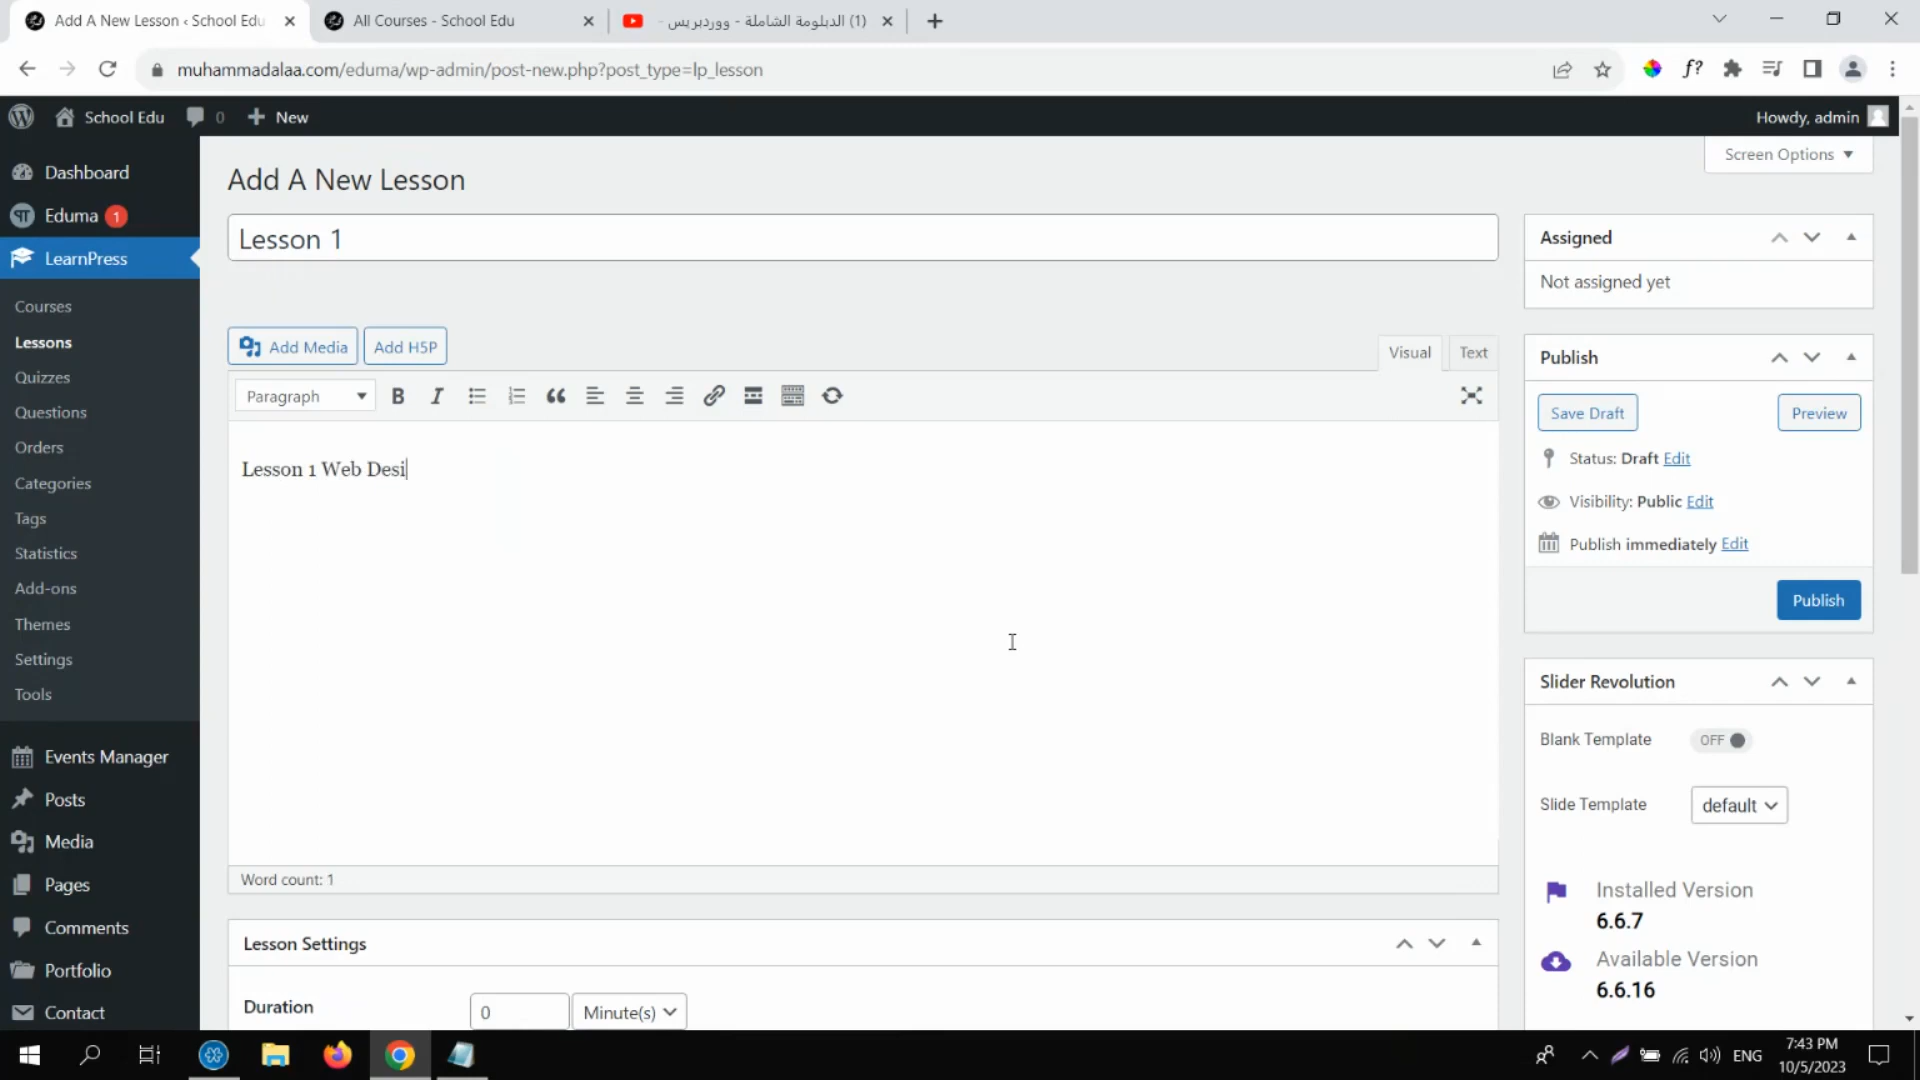 Add A New Lesson ‹ School Edu
All Courses - School Edu
(1) الدبلومة الشاملة - ووردبريس -
muhammadalaa.com/eduma/wp-admin/post-new.php?post_type=lp_lesson
f?
School Edu
0
New
Howdy, admin
Screen Options
Dashboard
Eduma 1
LearnPress
Courses
Lessons
Quizzes
Questions
Orders
Categories
Tags
Statistics
Add-ons
Themes
Settings
Tools
Events Manager
Posts
Media
Pages
Comments
Portfolio
Contact
Add A New Lesson
Lesson 1
Add Media
Add H5P
Visual
Text
Paragraph
B
I
Lesson 1 Web Desi
Word count: 1
Lesson Settings
Duration
0
Minute(s)
Assigned
Not assigned yet
Publish
Save Draft
Preview
Status: Draft Edit
Visibility: Public Edit
Publish immediately Edit
Publish
Slider Revolution
Blank Template
OFF
Slide Template
default
Installed Version
6.6.7
Available Version
6.6.16
ENG
7:43 PM
10/5/2023